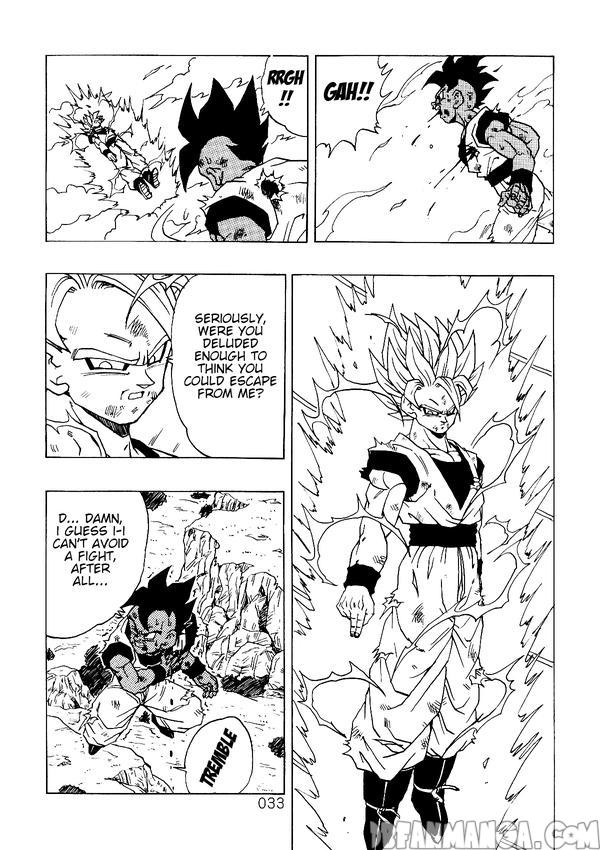 GAH!!
RRGH
!!
SERIOUSLY,
WERE YOU
DELUDED
ENOUGH TO
THINK YOU
COULD ESCAPE
FROM ME?
D... DAMN,
I GUESS I-I
CAN'T AVOID
A FIGHT,
AFTER
ALL...
TREMBLE
033
DBFANMANGA.COM